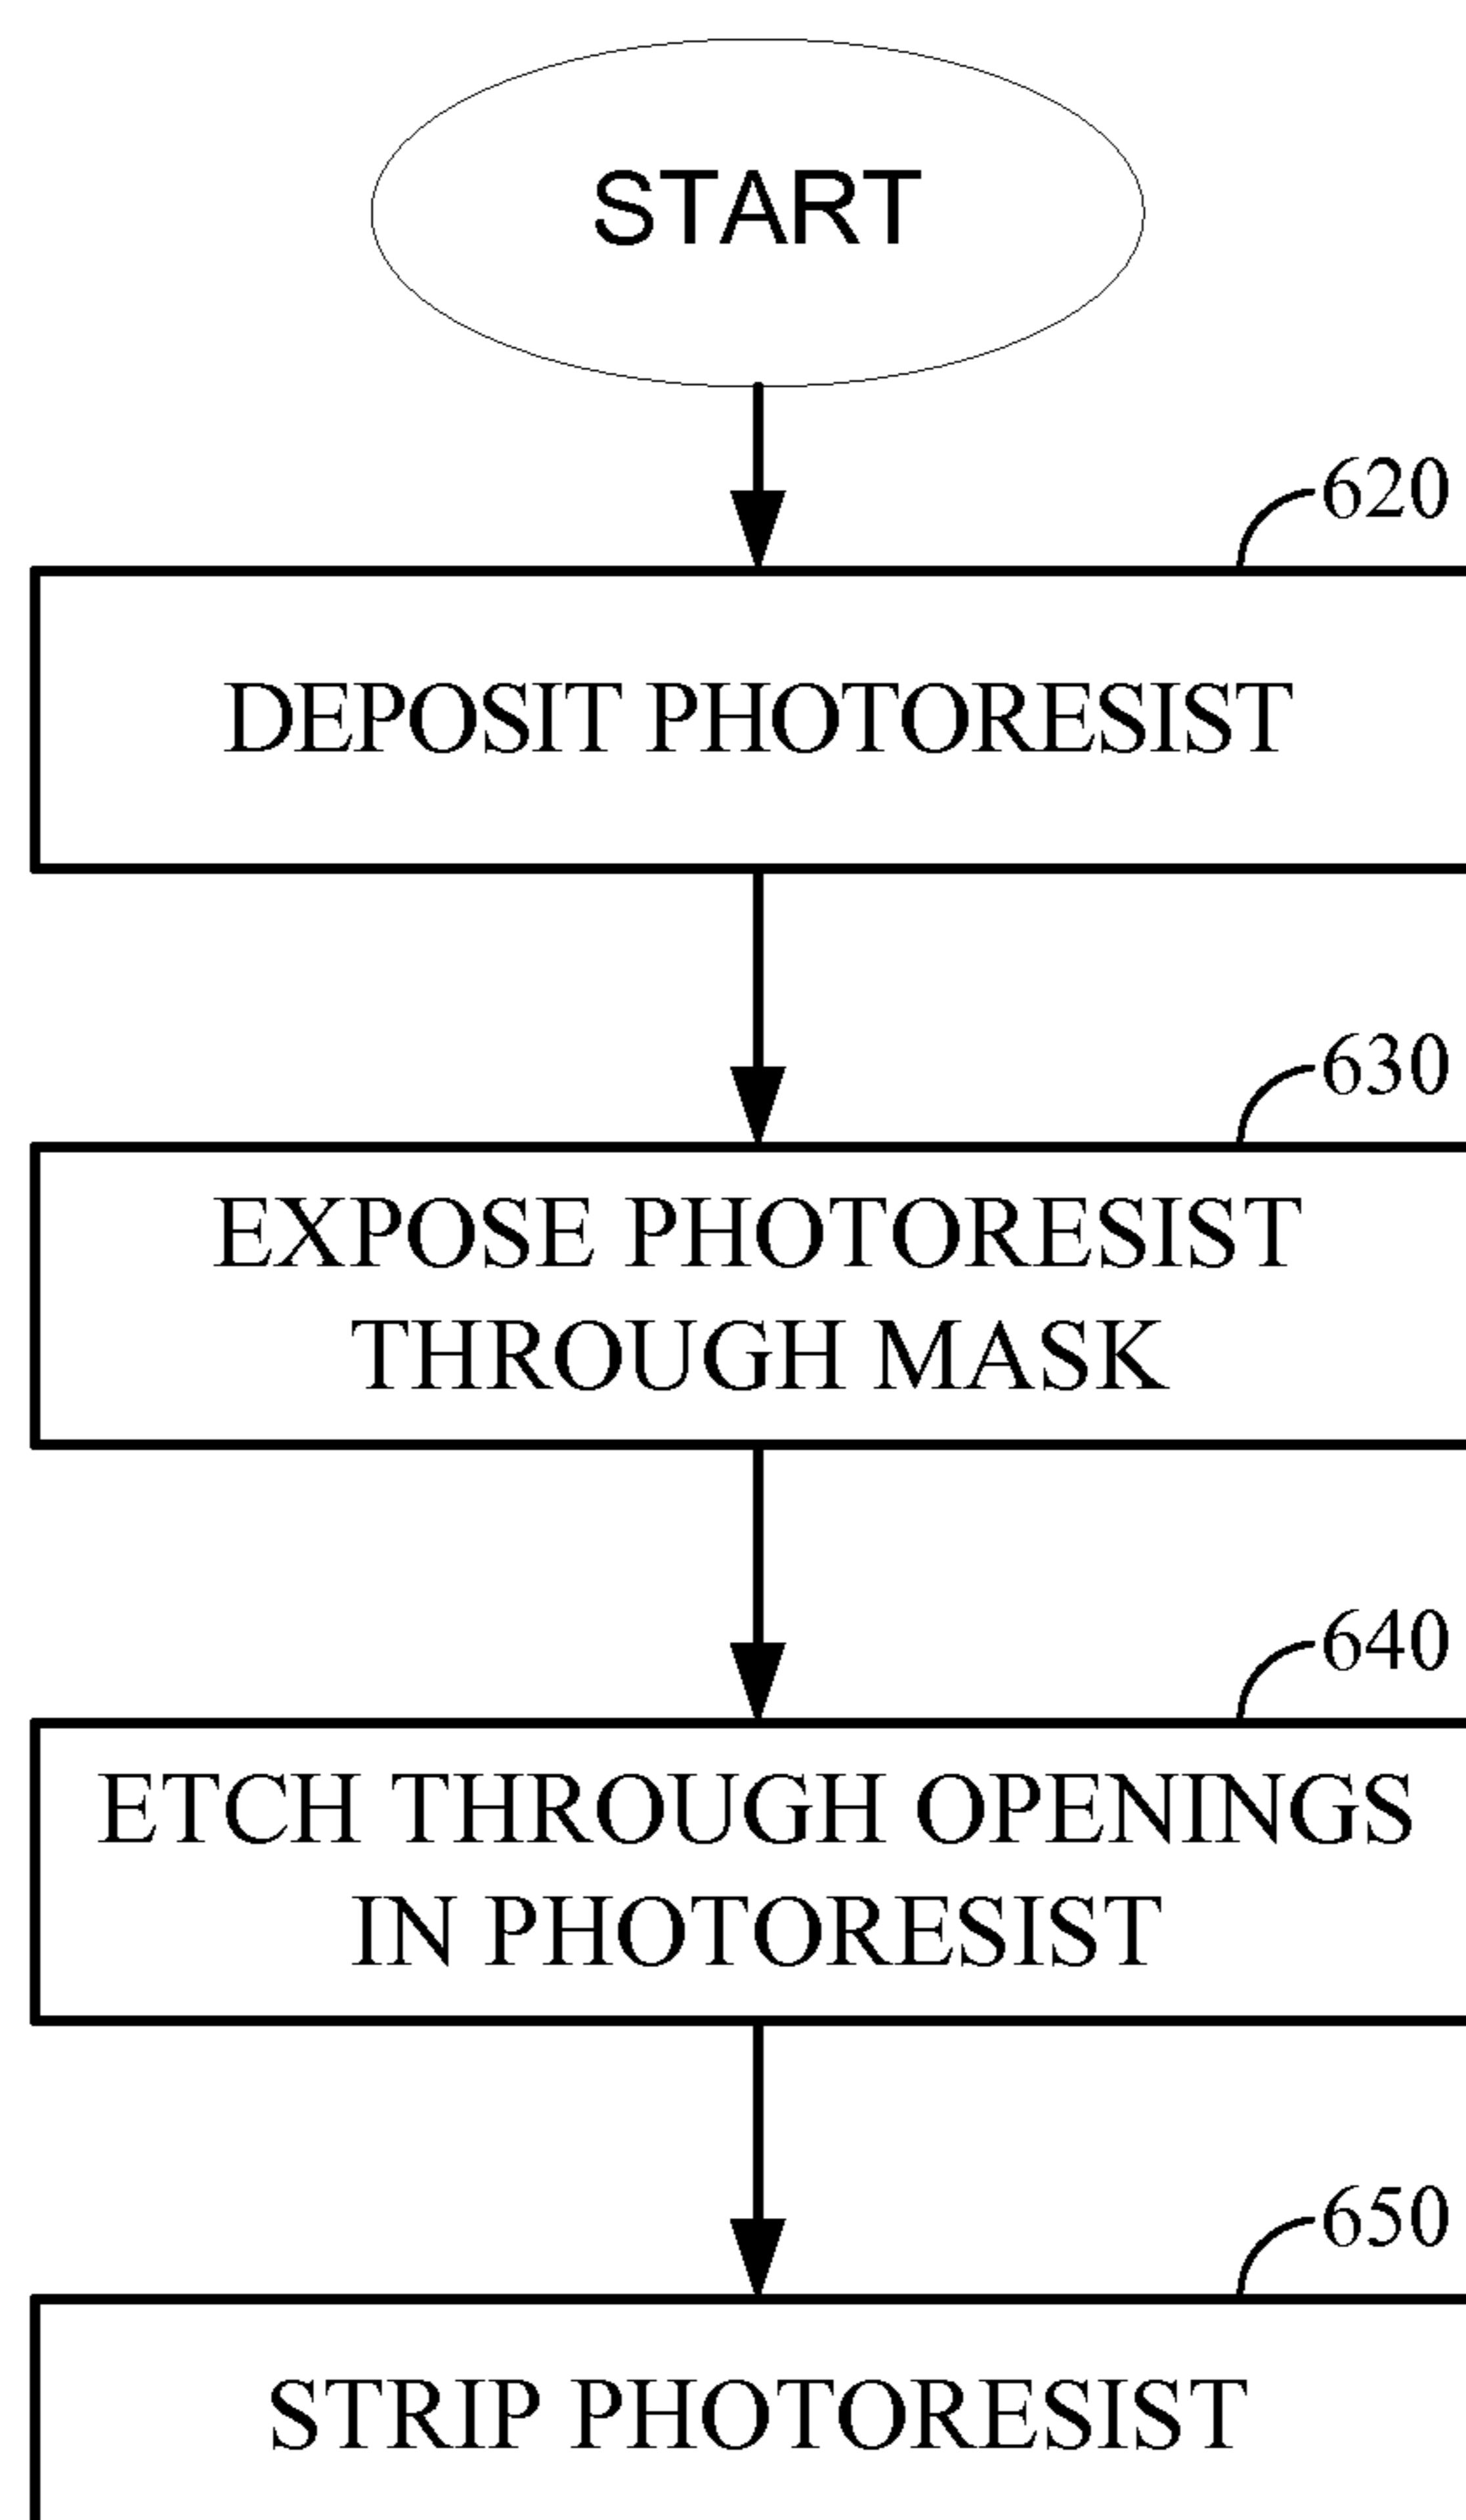 START
620
DEPOSIT PHOTORESIST
630
EXPOSE PHOTORESIST
THROUGH MASK
640
ETCH THROUGH OPENINGS
IN PHOTORESIST
650
STRIP PHOTORESIST